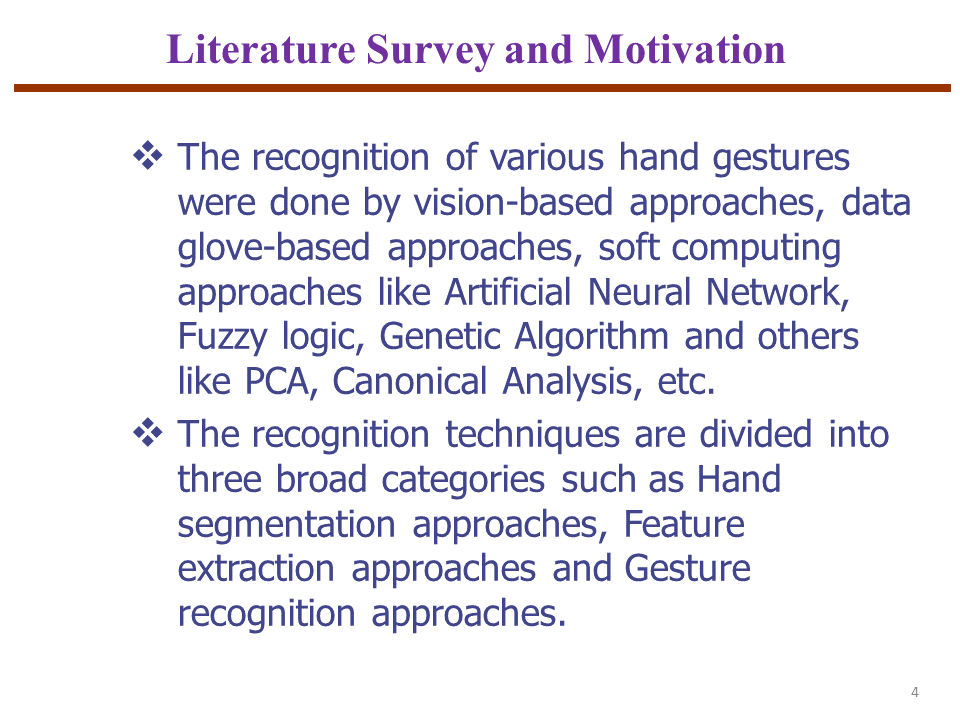 Literature Survey and Motivation
❖ The recognition of various hand gestures
were done by vision-based approaches, data
glove-based approaches, soft computing
approaches like Artificial Neural Network,
Fuzzy logic, Genetic Algorithm and others
like PCA, Canonical Analysis, etc.
❖ The recognition techniques are divided into
three broad categories such as Hand
segmentation approaches, Feature
extraction approaches and Gesture
recognition approaches.
4